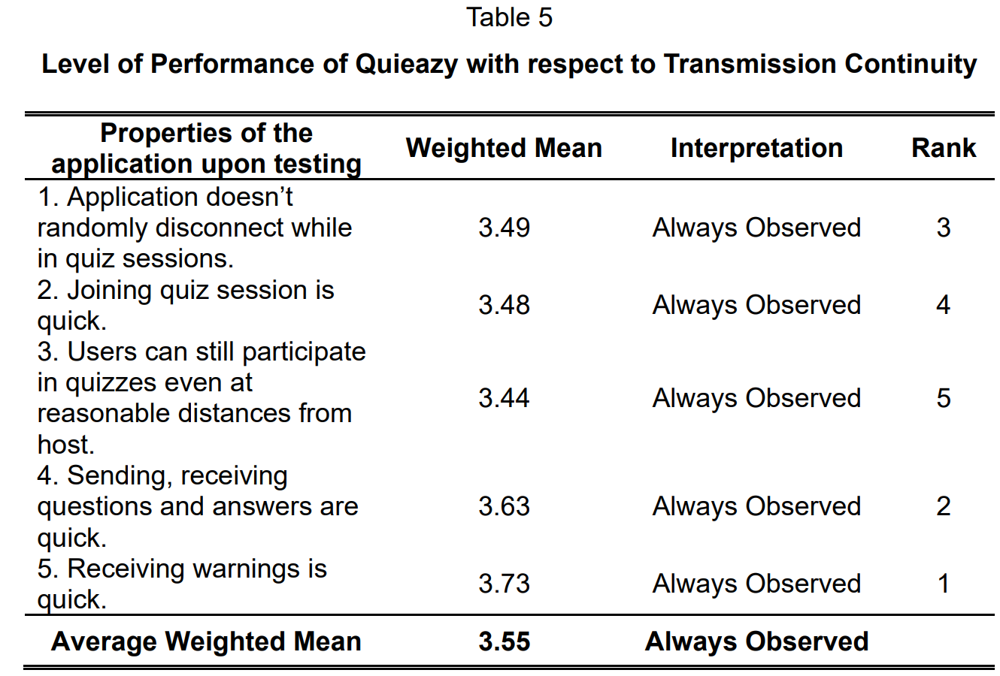 Table 5
Level of Performance of Quieazy with respect to Transmission Continuity
Properties of the
application upon testing
Weighted Mean
Interpretation
Rank
1. Application doesn’t
randomly disconnect while
in quiz sessions.
3.49
Always Observed
3
2. Joining quiz session is
quick.
3.48
Always Observed
4
3. Users can still participate
in quizzes even at
reasonable distances from
host.
3.44
Always Observed
5
4. Sending, receiving
questions and answers are
quick.
3.63
Always Observed
2
5. Receiving warnings is
quick.
3.73
Always Observed
1
Average Weighted Mean
3.55
Always Observed